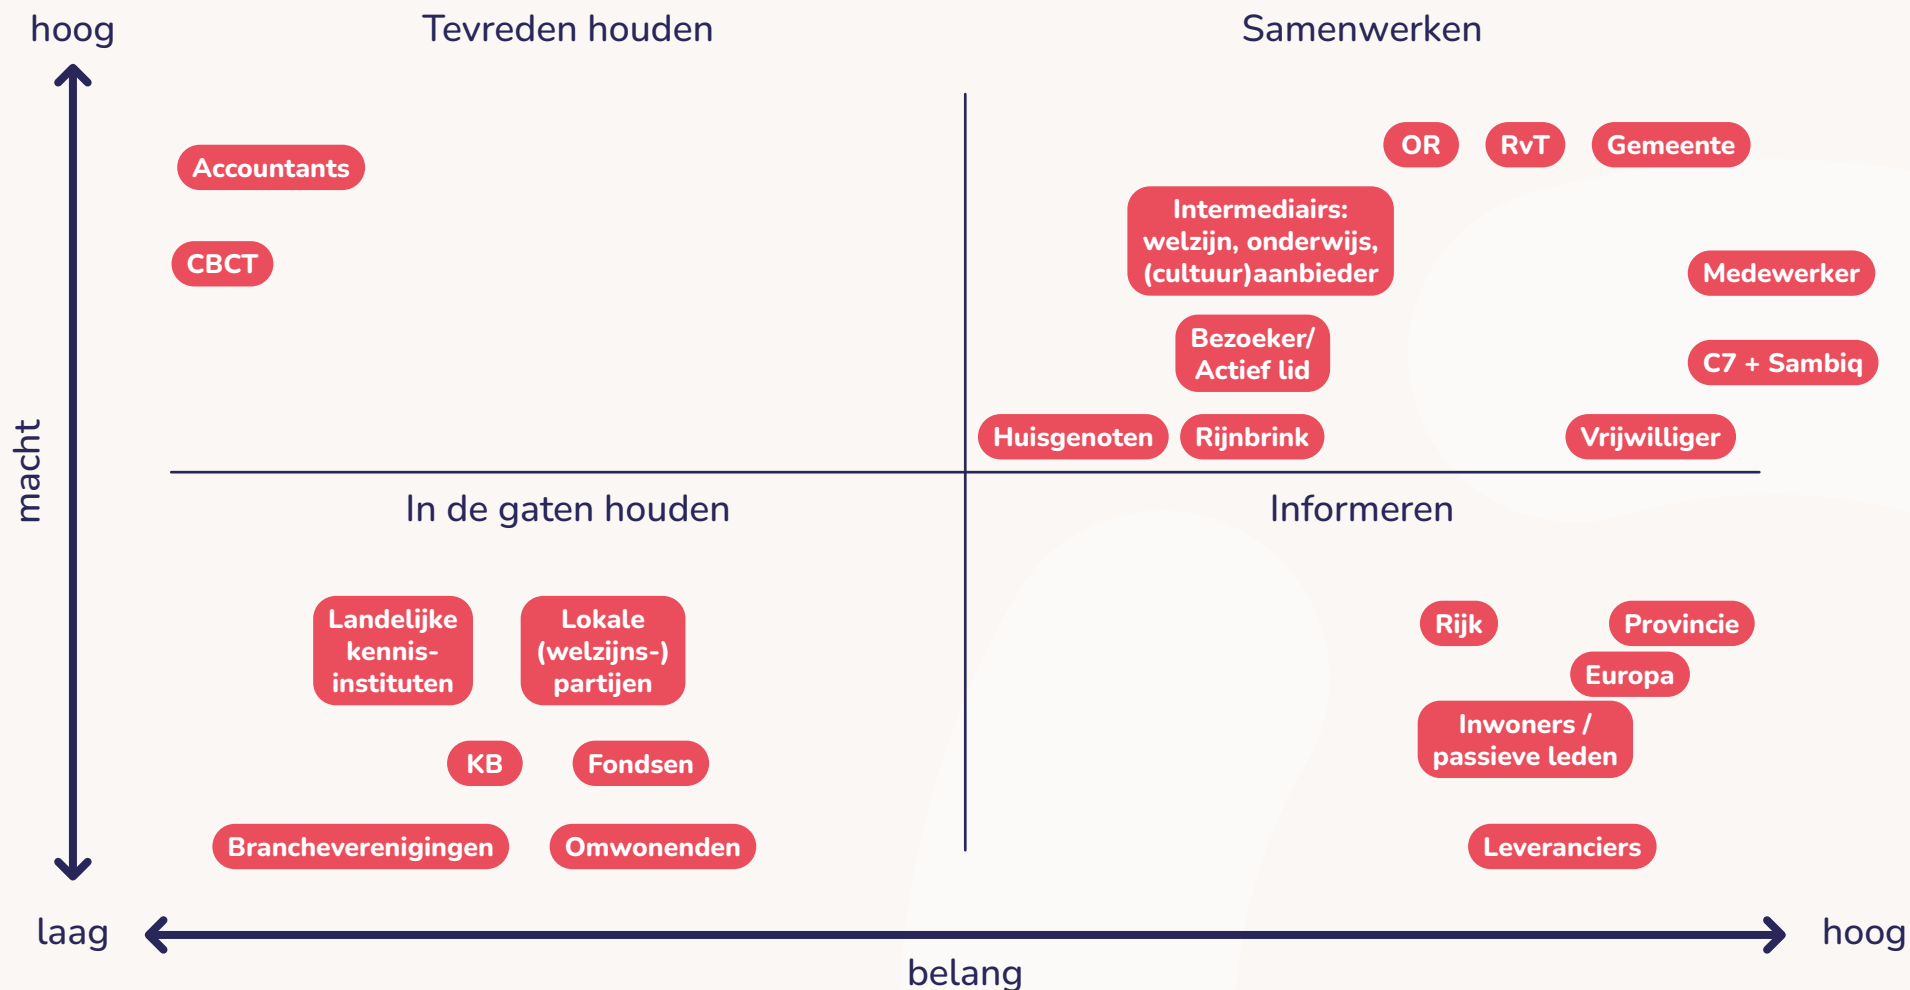 hoog
Tevreden houden
Samenwerken
Accountants
CBCT
OR
RvT
Gemeente
Intermediairs:
welzijn, onderwijs,
(cultuur)aanbieder
Medewerker
Bezoeker/
Actief lid
C7 + Sambiq
Huisgenoten
Rijnbrink
Vrijwilliger
macht
In de gaten houden
Informeren
Landelijke
kennis-
instituten
Lokale
(welzijns-)
partijen
Rijk
Provincie
Europa
Inwoners /
passieve leden
KB
Fondsen
Brancheverenigingen
Omwonenden
Leveranciers
laag
hoog
belang